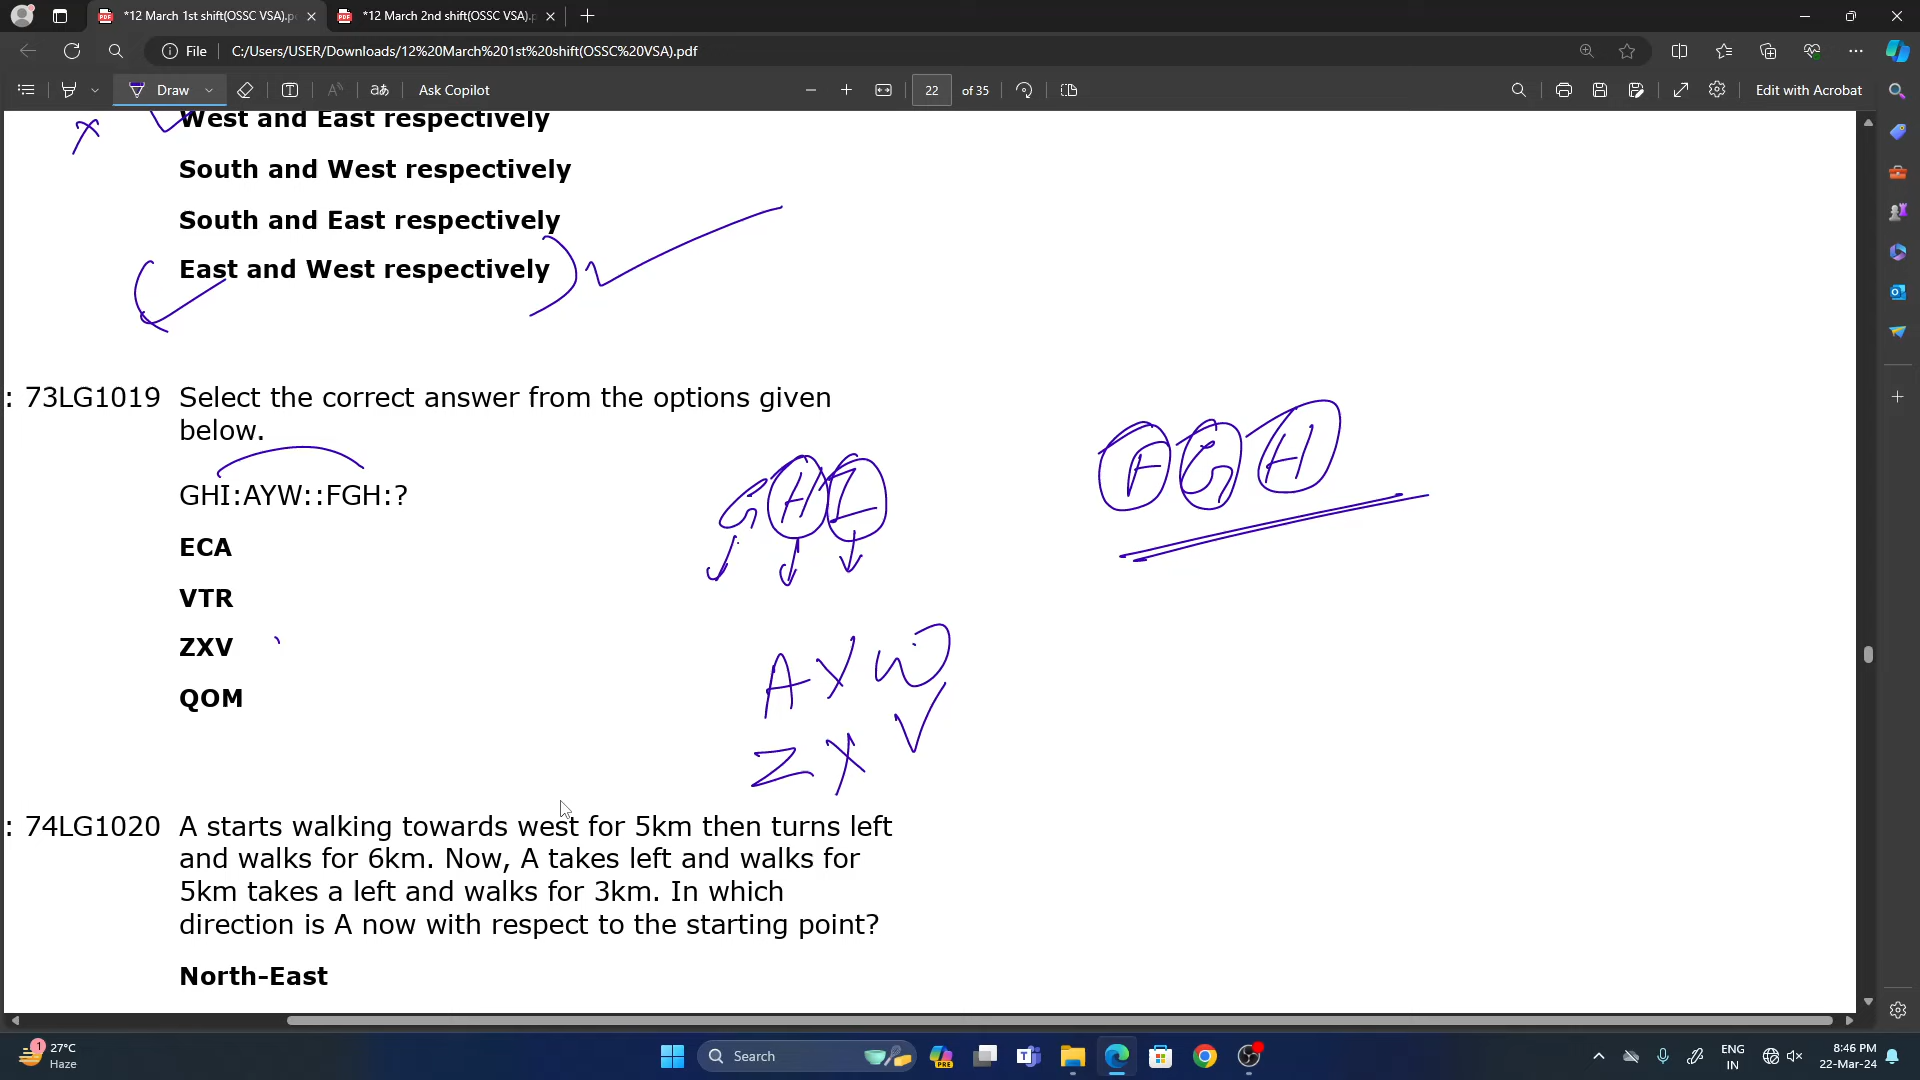 *12 March 1st shift(OSSC VSA).p
*12 March 2nd shift(OSSC VSA).p
File
C:/Users/USER/Downloads/12%20March%201st%20shift(OSSC%20VSA).pdf
Draw
aあ
Ask Copilot
22 of 35
Edit with Acrobat
x West and East respectively
South and West respectively
South and East respectively
East and West respectively
: 73LG1019 Select the correct answer from the options given
below.
GHI:AYW::FGH:?
ECA
VTR
ZXV
QOM
G H I
F G H
A Y W
Z X V
: 74LG1020 A starts walking towards west for 5km then turns left
and walks for 6km. Now, A takes left and walks for
5km takes a left and walks for 3km. In which
direction is A now with respect to the starting point?
North-East
1
27°C
Haze
Search
PRE
ENG
IN
8:46 PM
22-Mar-24